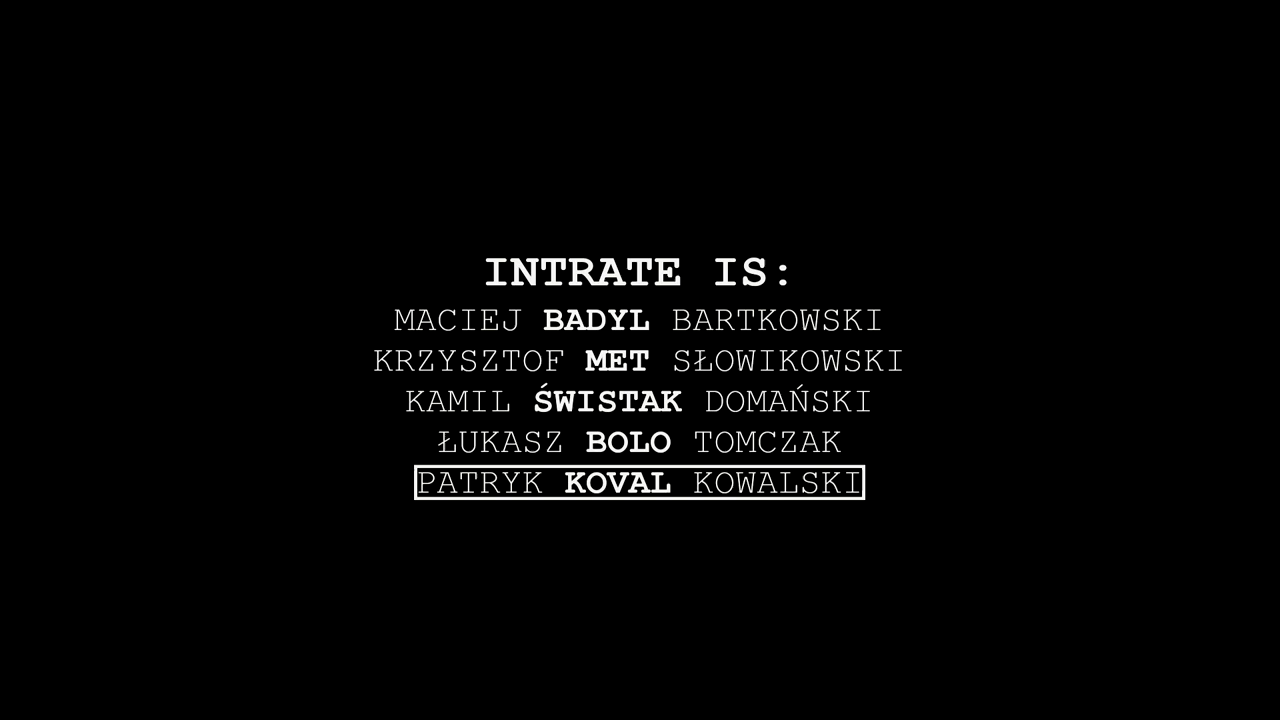 INTRATE IS:
MACIEJ BADYL BARTKOWSKI
KRZYSZTOF MET SŁOWIKOWSKI
KAMIL ŚWISTAK DOMAŃSKI
ŁUKASZ BOLO TOMCZAK
PATRYK KOVAL KOWALSKI